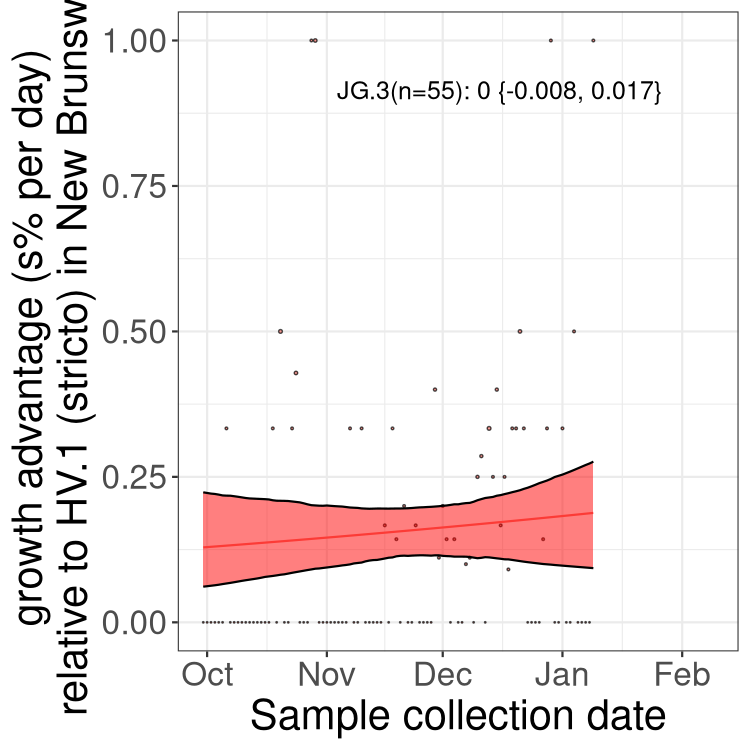 growth advantage (s% per day)
relative to HV.1 (stricto) in New Brunsw
1.00
0.75
0.50
0.25
0.00
JG.3(n=55): 0 {-0.008, 0.017}
Oct Nov Dec Jan Feb
Sample collection date